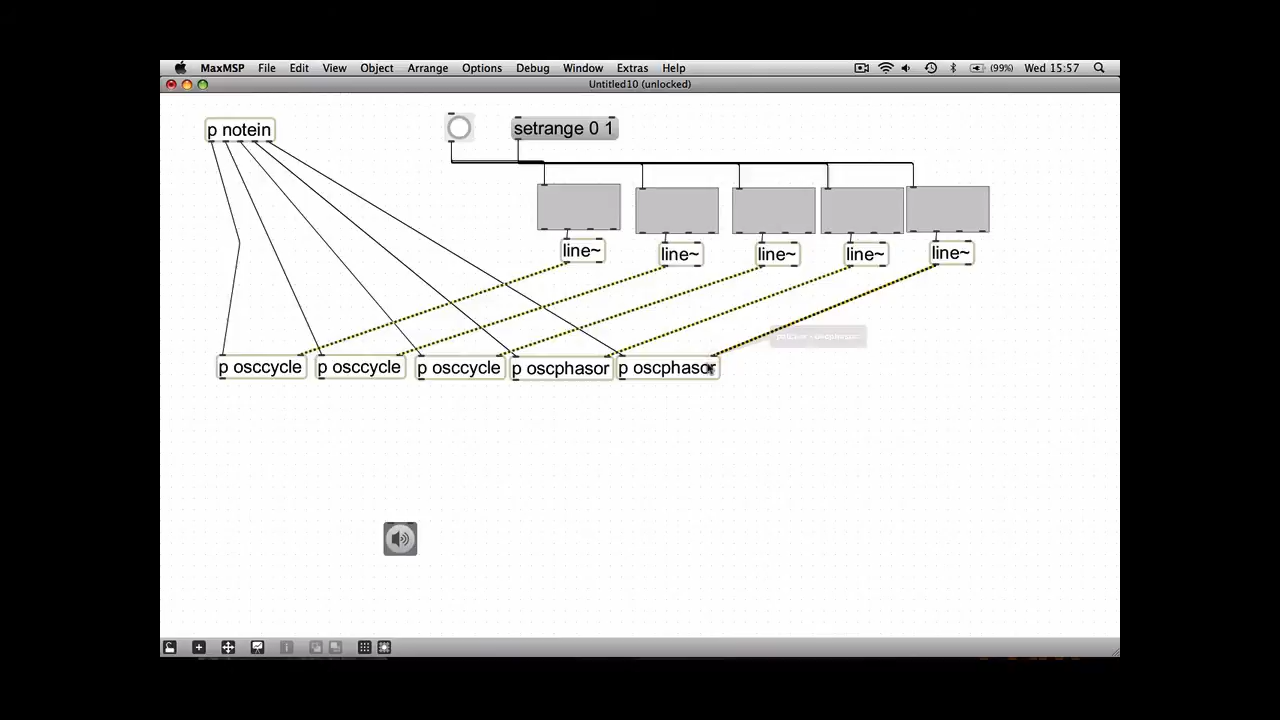 MaxMSP File Edit View Object Arrange Options Debug Window Extras Help (99%) Wed 15:57
Untitled10 (unlocked)
p notein
setrange 0 1
line~ line~ line~ line~ line~
p osccycle p osccycle p osccycle p oscphasor p oscphasor